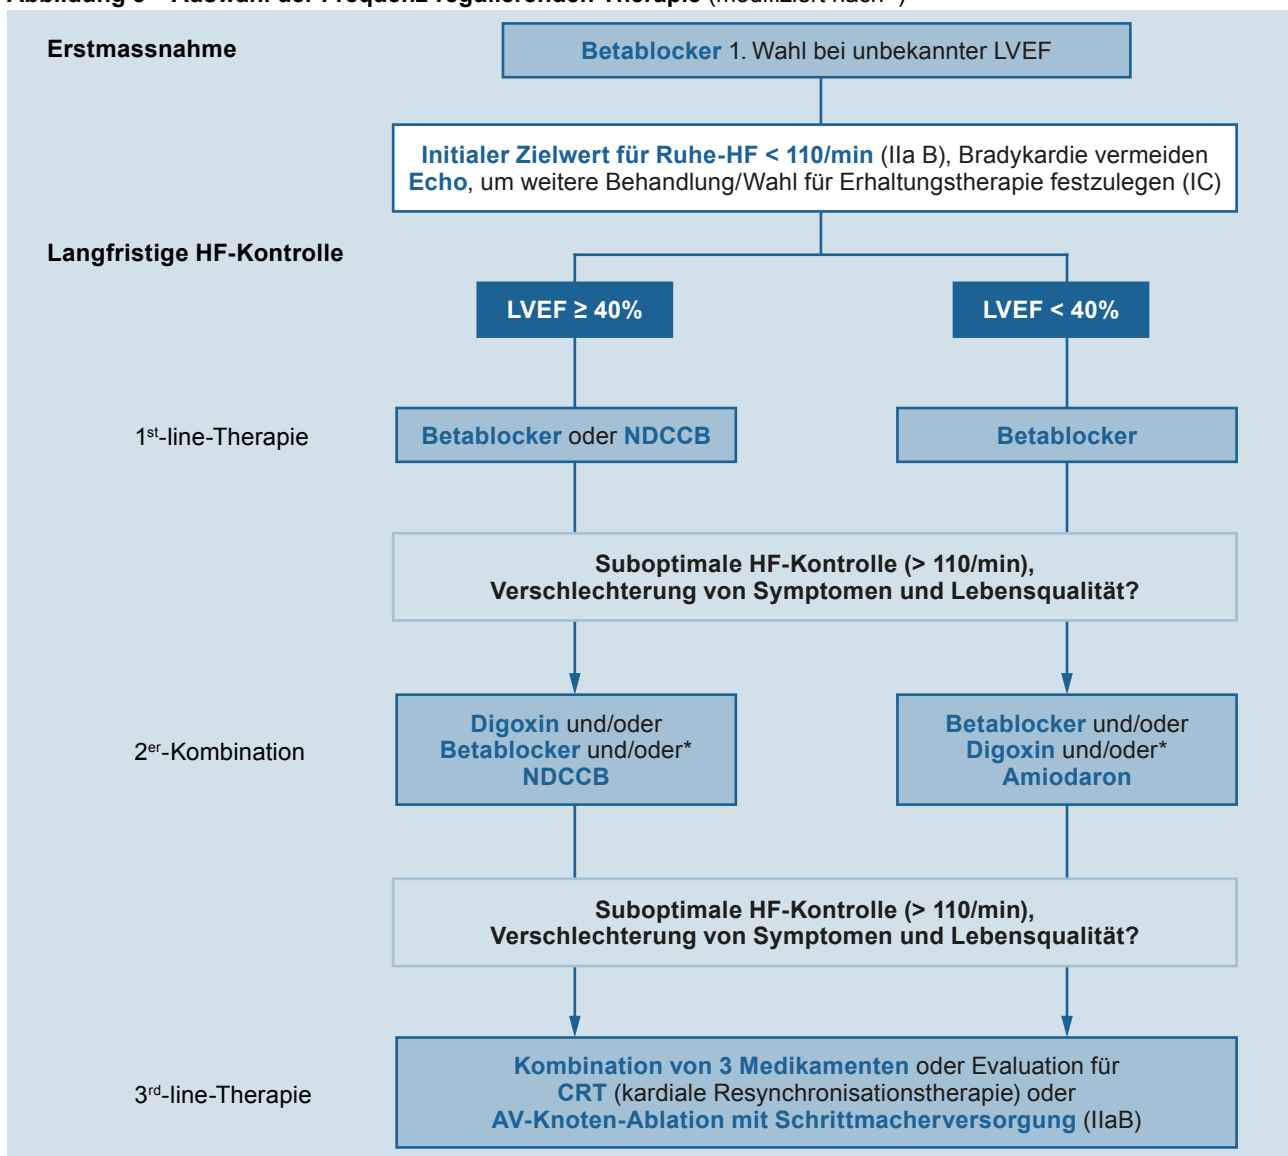 Erstmassnahme
Betablocker 1. Wahl bei unbekannter LVEF
Initialer Zielwert für Ruhe-HF < 110/min (IIa B), Bradykardie vermeiden
Echo, um weitere Behandlung/Wahl für Erhaltungstherapie festzulegen (IC)
Langfristige HF-Kontrolle
LVEF ≥ 40%
LVEF < 40%
1st-line-Therapie
Betablocker oder NDCCB
Betablocker
Suboptimale HF-Kontrolle (> 110/min),
Verschlechterung von Symptomen und Lebensqualität?
2er-Kombination
Digoxin und/oder
Betablocker und/oder*
NDCCB
Betablocker und/oder
Digoxin und/oder*
Amiodaron
Suboptimale HF-Kontrolle (> 110/min),
Verschlechterung von Symptomen und Lebensqualität?
3rd-line-Therapie
Kombination von 3 Medikamenten oder Evaluation für
CRT (kardiale Resynchronisationstherapie) oder
AV-Knoten-Ablation mit Schrittmacherversorgung (IIaB)